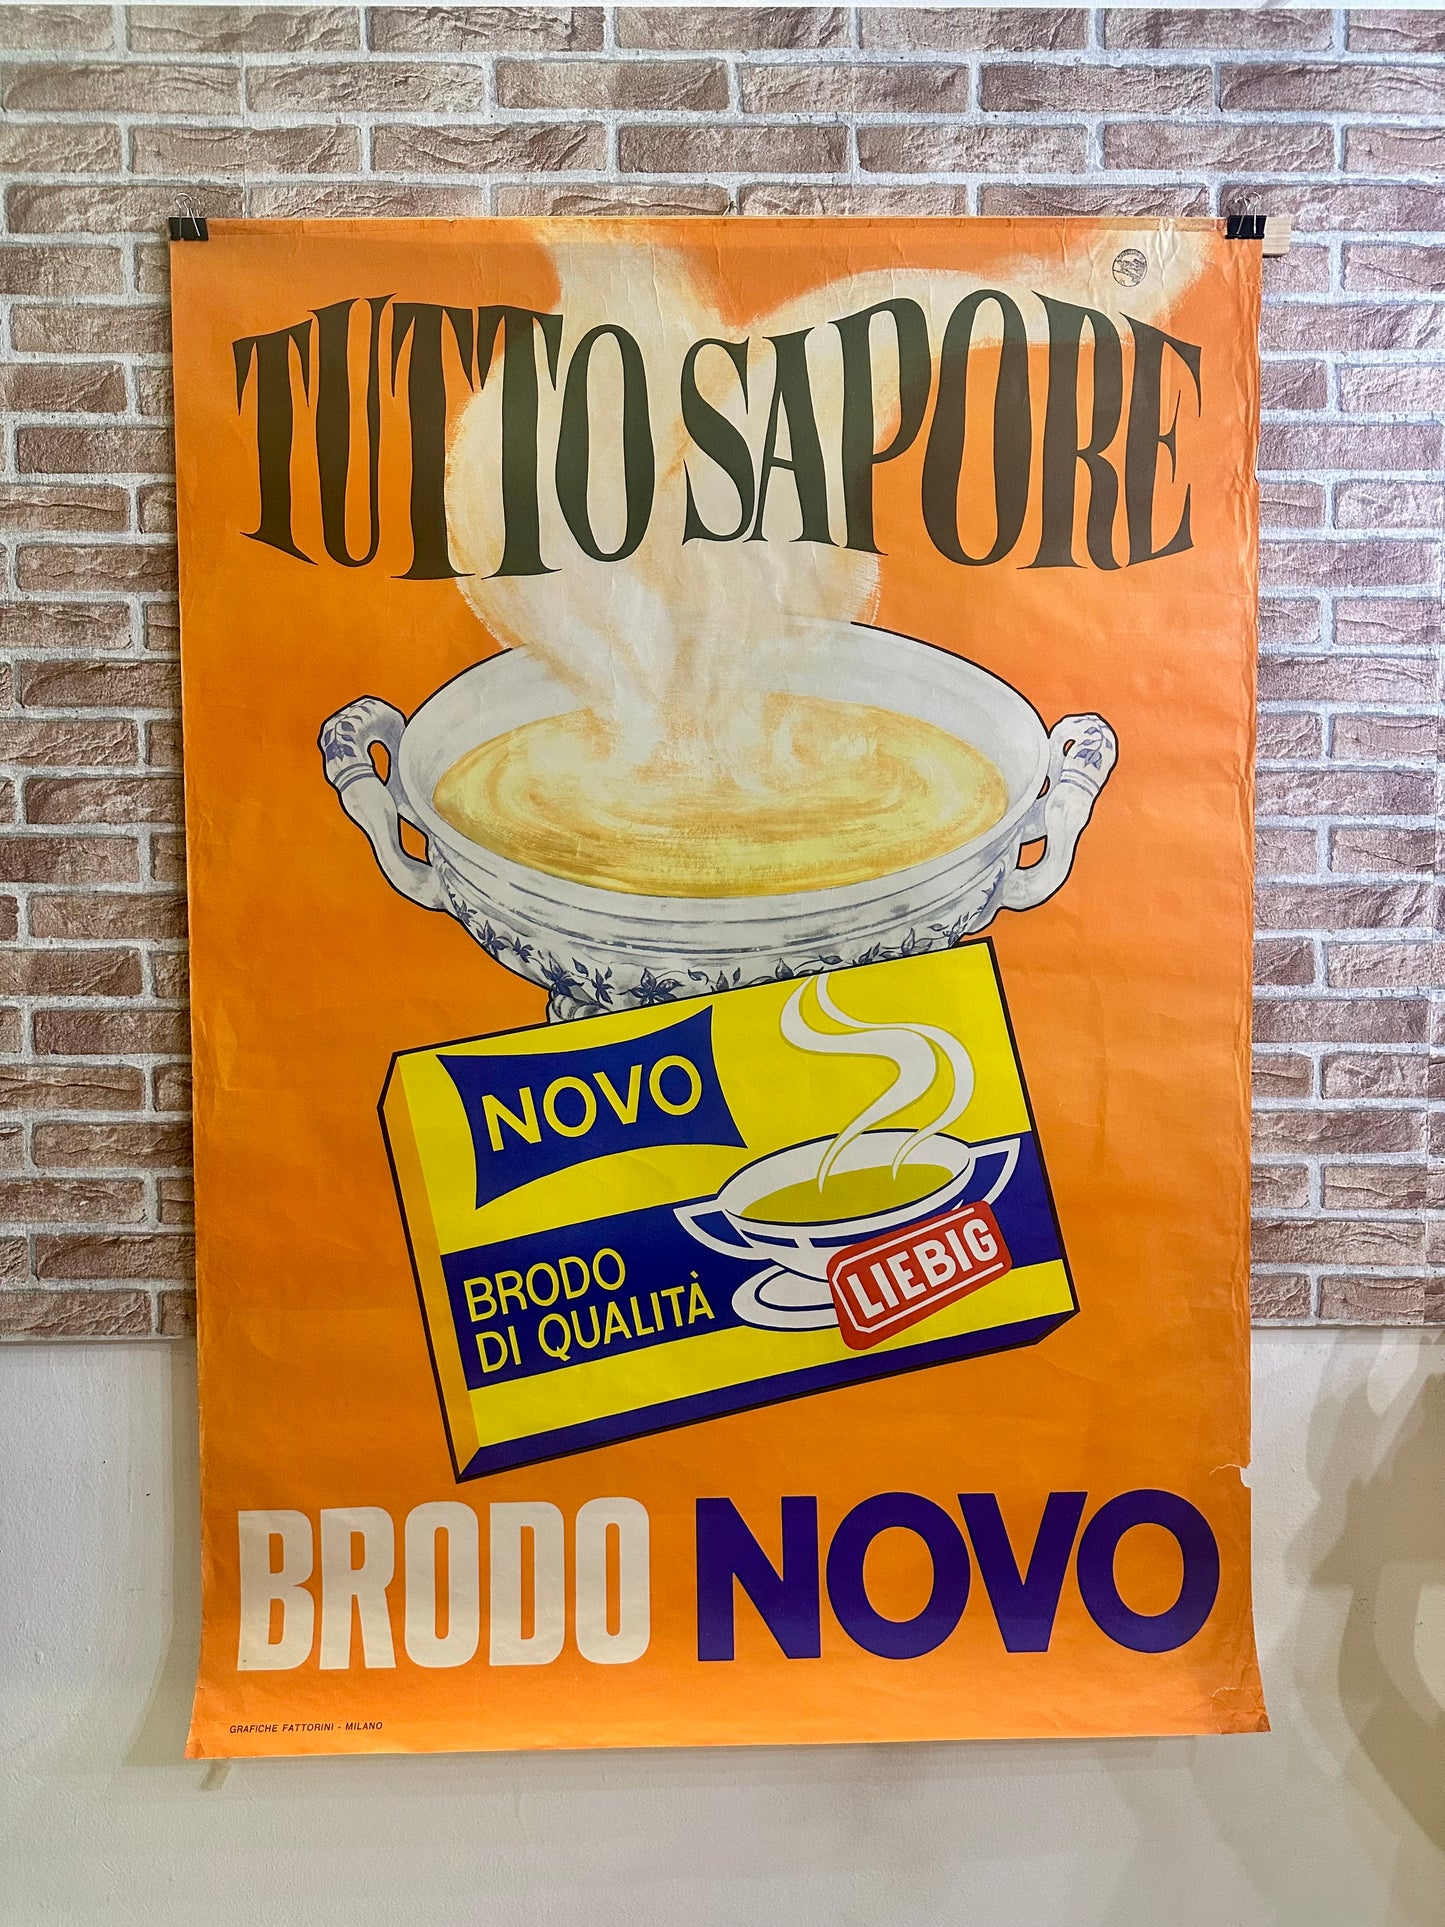 TUTTO SAPORE
NOVO
BRODO
DI QUALITÀ
LIEBIG
BRODO NOVO
GRAFICHE FATTORINI - MILANO